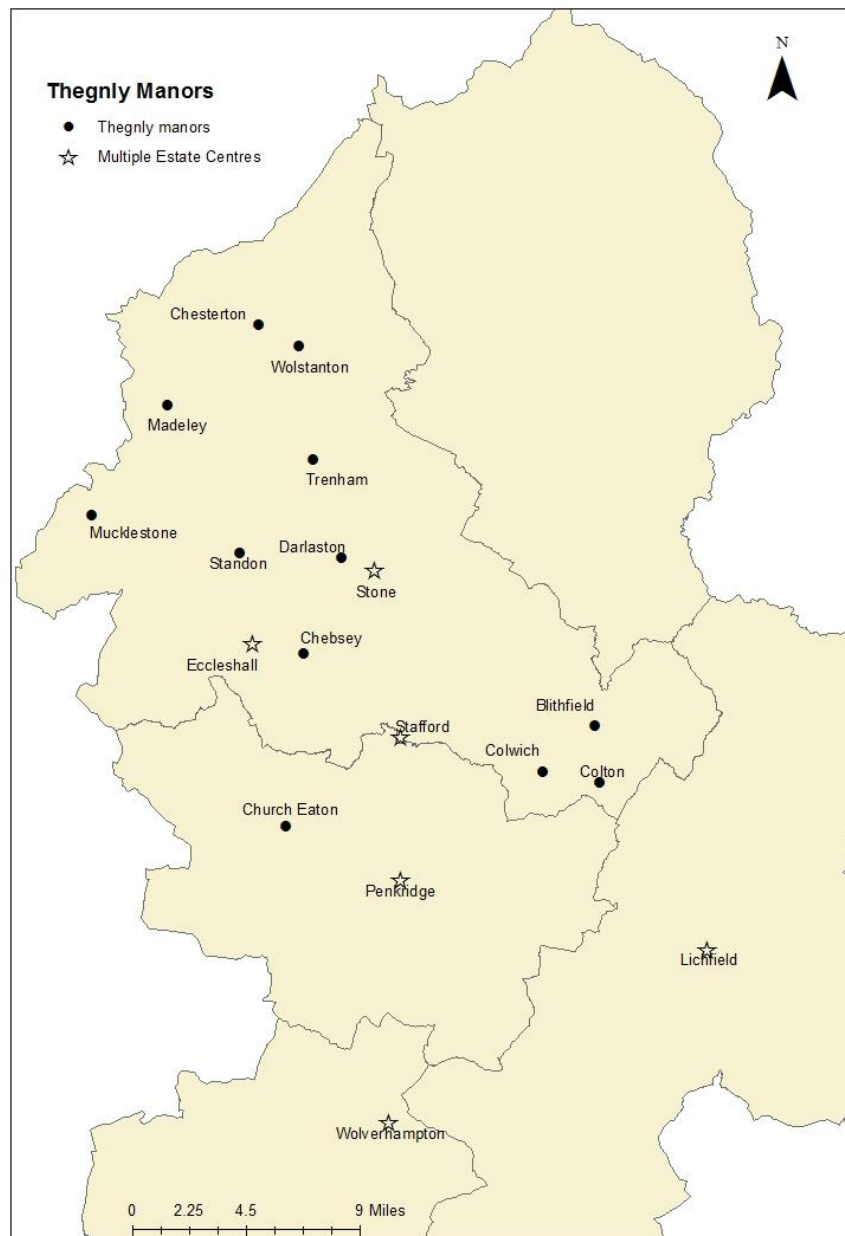 N
Thegnly Manors
Thegnly manors
Multiple Estate Centres
Chesterton
Wolstanton
Madeley
Trenham
Mucklestone
Darlaston
Standon
Stone
Chebsey
Eccleshall
Blithfield
Stafford
Colwich
Colton
Church Eaton
Penkridge
Lichfield
Wolverhampton
0 2.25 4.5 9 Miles